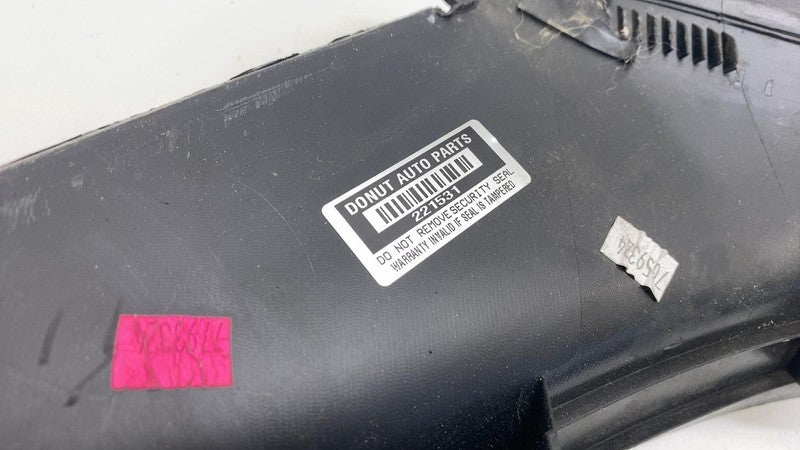 DONUT AUTO PARTS
221531
DO NOT REMOVE SECURITY SEAL
WARRANTY INVALID IF SEAL IS TAMPERED